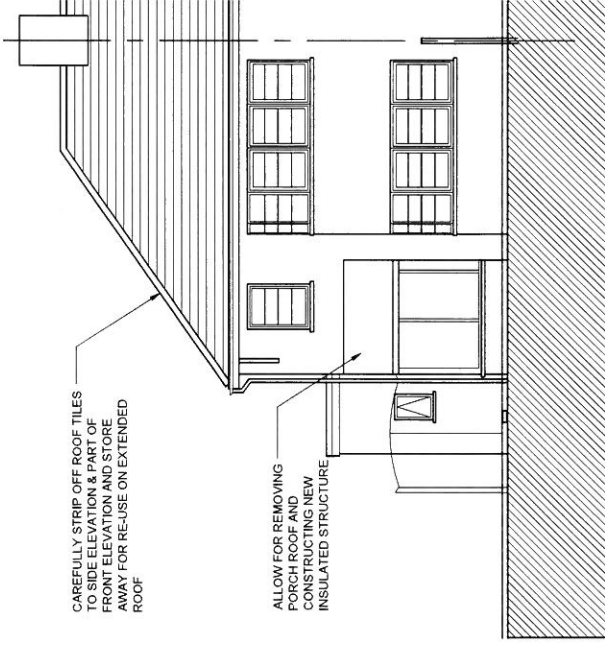 CAREFULLY STRIP OFF ROOF TILES
TO SIDE ELEVATION & PART OF
FRONT ELEVATION AND STORE
AWAY FOR RE-USE ON EXTENDED
ROOF
ALLOW FOR REMOVING
PORCH ROOF AND
CONSTRUCTING NEW
INSULATED STRUCTURE